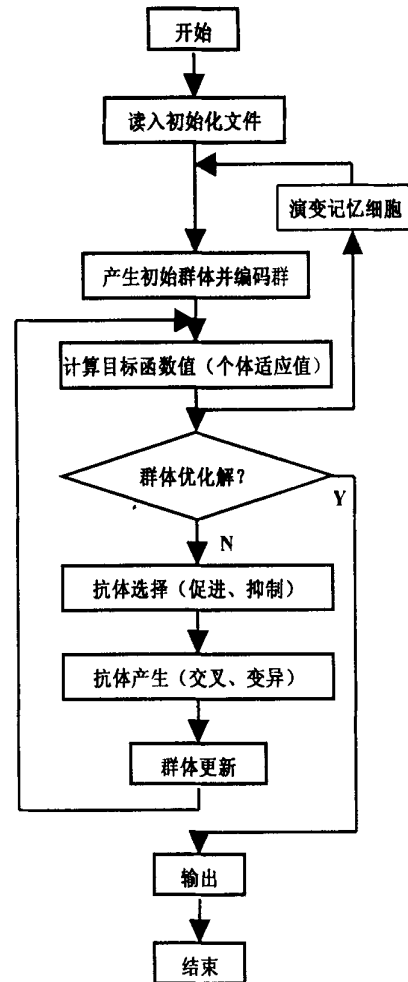 开始
读入初始化文件
演变记忆细胞
产生初始群体并编码群
计算目标函数值（个体适应值）
群体优化解？
Y
N
抗体选择（促进、抑制）
抗体产生（交叉、变异）
群体更新
输出
结束